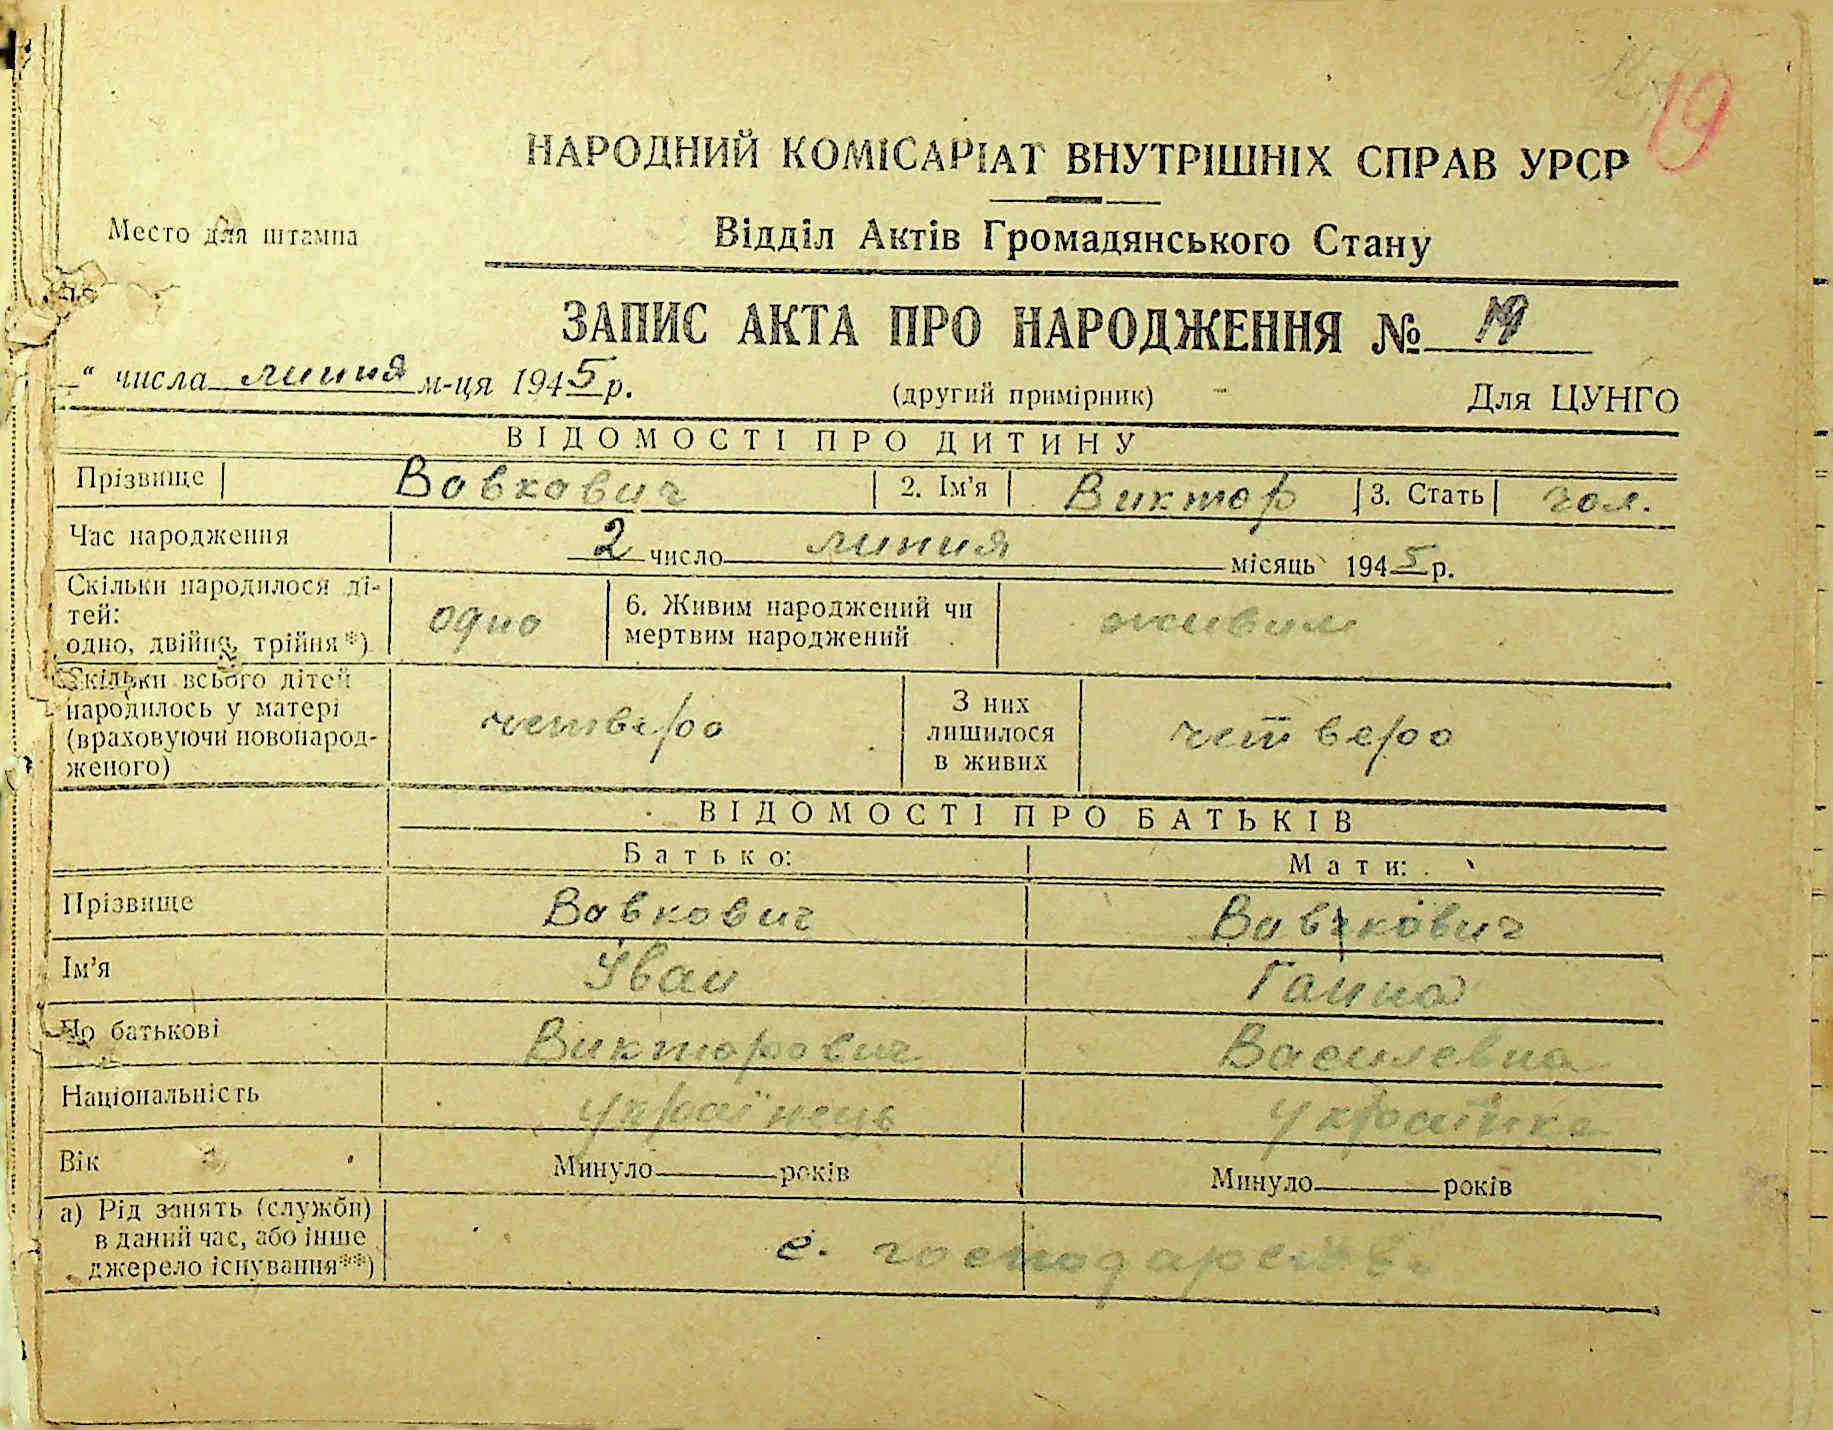 19
НАРОДНИЙ КОМІСАРІАТ ВНУТРІШНІХ СПРАВ УРСР
Место для штампа
Відділ Актів Громадянського Стану
ЗАПИС АКТА ПРО НАРОДЖЕННЯ № 19
“ числа липня м-ця 1945 р. (другий примірник) Для ЦУНГО
ВІДОМОСТІ ПРО ДИТИНУ
Прізвище Вовкович 2. Ім’я Виктор 3. Стать чол.
Час народження 2 число липня місяць 1945 р.
Скільки народилося ді-
тей:
одно, двійня, трійня*) одно 6. Живим народжений чи
мертвим народжений живим
Скільки всього дітей
народилось у матері
(враховуючи новонарод-
женого) четверо З них
лишилося
в живих четверо
ВІДОМОСТІ ПРО БАТЬКІВ
Батько: Мати:
Прізвище Вовкович Вовкович
Ім’я Іван Ганна
По батькові Викторович Василевна
Національність українець українка
Вік Минуло років Минуло років
а) Рід занять (служби)
в даний час, або інше
джерело існування**) с. господарств.